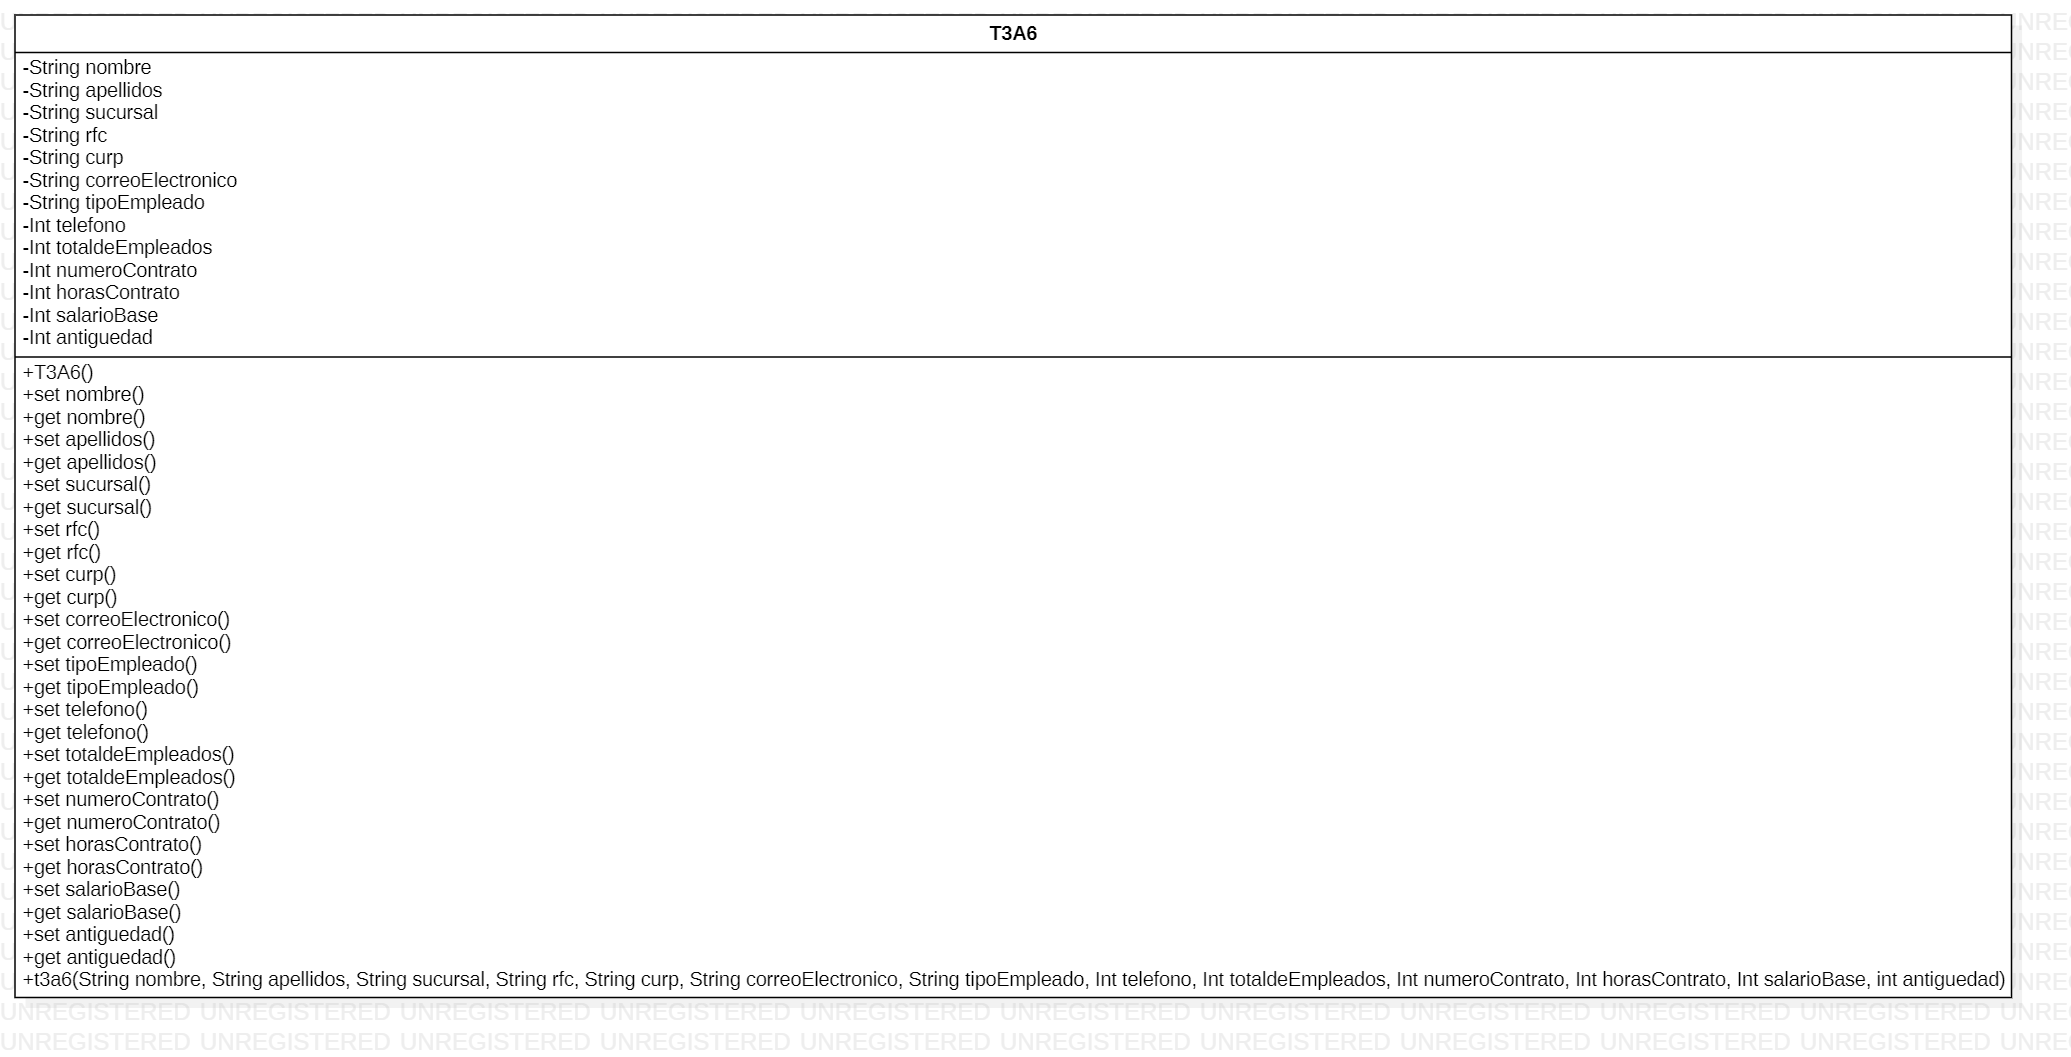 T3A6
-String nombre
-String apellidos
-String sucursal
-String rfc
-String curp
-String correoElectronico
-String tipoEmpleado
-Int telefono
-Int totaldeEmpleados
-Int numeroContrato
-Int horasContrato
-Int salarioBase
-Int antiguedad
+T3A6()
+set nombre()
+get nombre()
+set apellidos()
+get apellidos()
+set sucursal()
+get sucursal()
+set rfc()
+get rfc()
+set curp()
+get curp()
+set correoElectronico()
+get correoElectronico()
+set tipoEmpleado()
+get tipoEmpleado()
+set telefono()
+get telefono()
+set totaldeEmpleados()
+get totaldeEmpleados()
+set numeroContrato()
+get numeroContrato()
+set horasContrato()
+get horasContrato()
+set salarioBase()
+get salarioBase()
+set antiguedad()
+get antiguedad()
+t3a6(String nombre, String apellidos, String sucursal, String rfc, String curp, String correoElectronico, String tipoEmpleado, Int telefono, Int totaldeEmpleados, Int numeroContrato, Int horasContrato, Int salarioBase, int antiguedad)
UNREGISTERED UNREGISTERED UNREGISTERED UNREGISTERED UNREGISTERED UNREGISTERED UNREGISTERED UNREGISTERED UNREGISTERED UNREGISTERED UNRE
UNREGISTERED UNREGISTERED UNREGISTERED UNREGISTERED UNREGISTERED UNREGISTERED UNREGISTERED UNREGISTERED UNREGISTERED UNREGISTERED UNRE